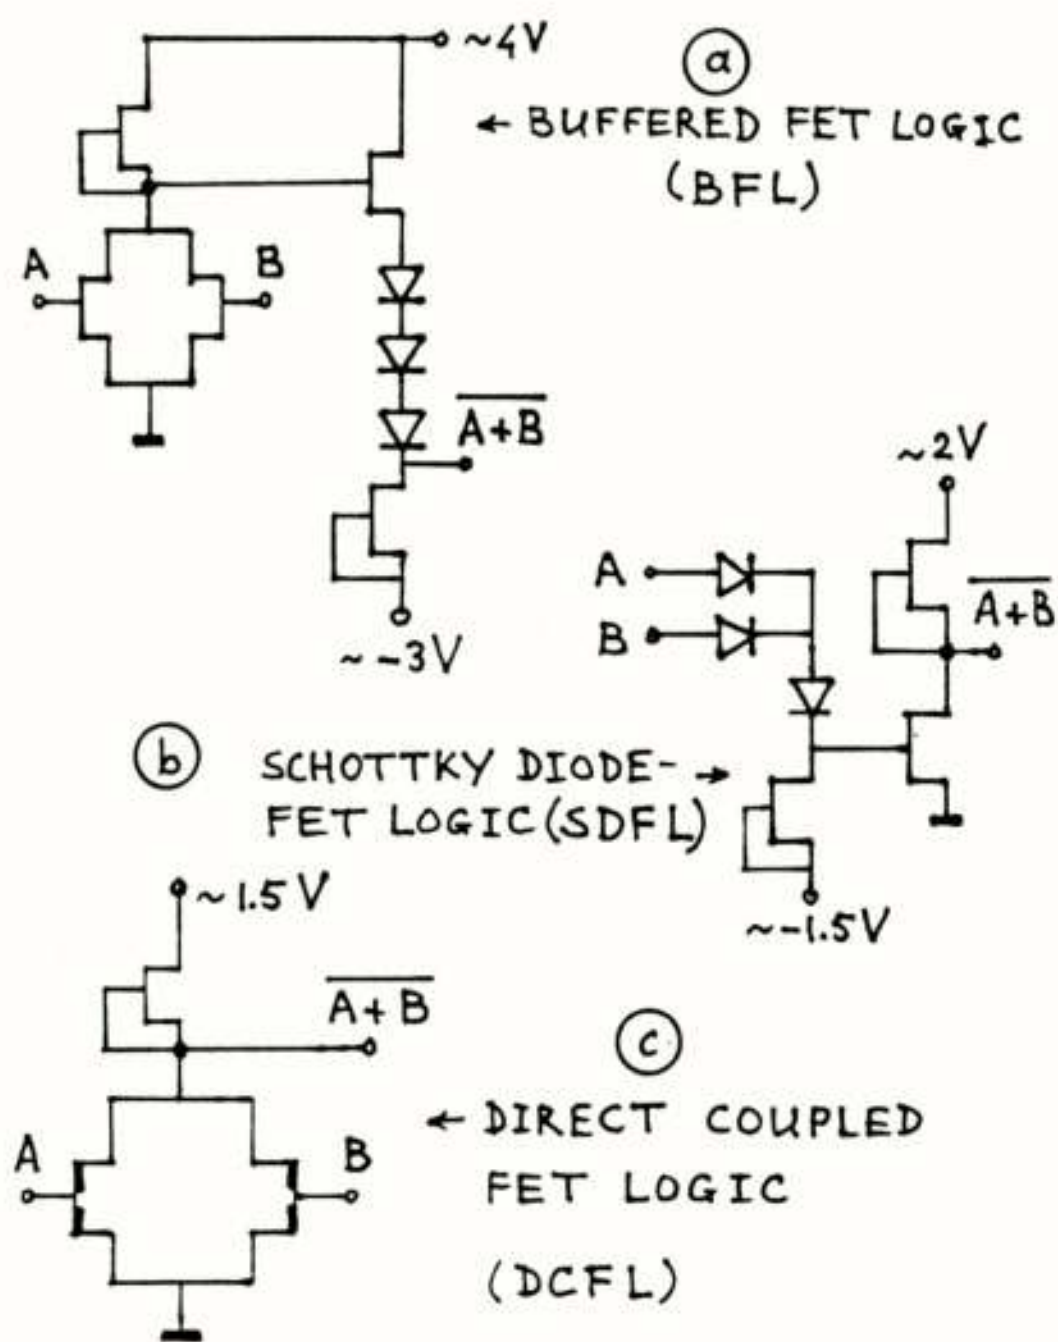 ~4V
a
← BUFFERED FET LOGIC
(BFL)
A
B
A+B
~-3V
~2V
A
B
A+B
b
SCHOTTKY DIODE- →
FET LOGIC (SDFL)
~-1.5V
~1.5V
A+B
c
A
B
← DIRECT COUPLED
FET LOGIC
(DCFL)